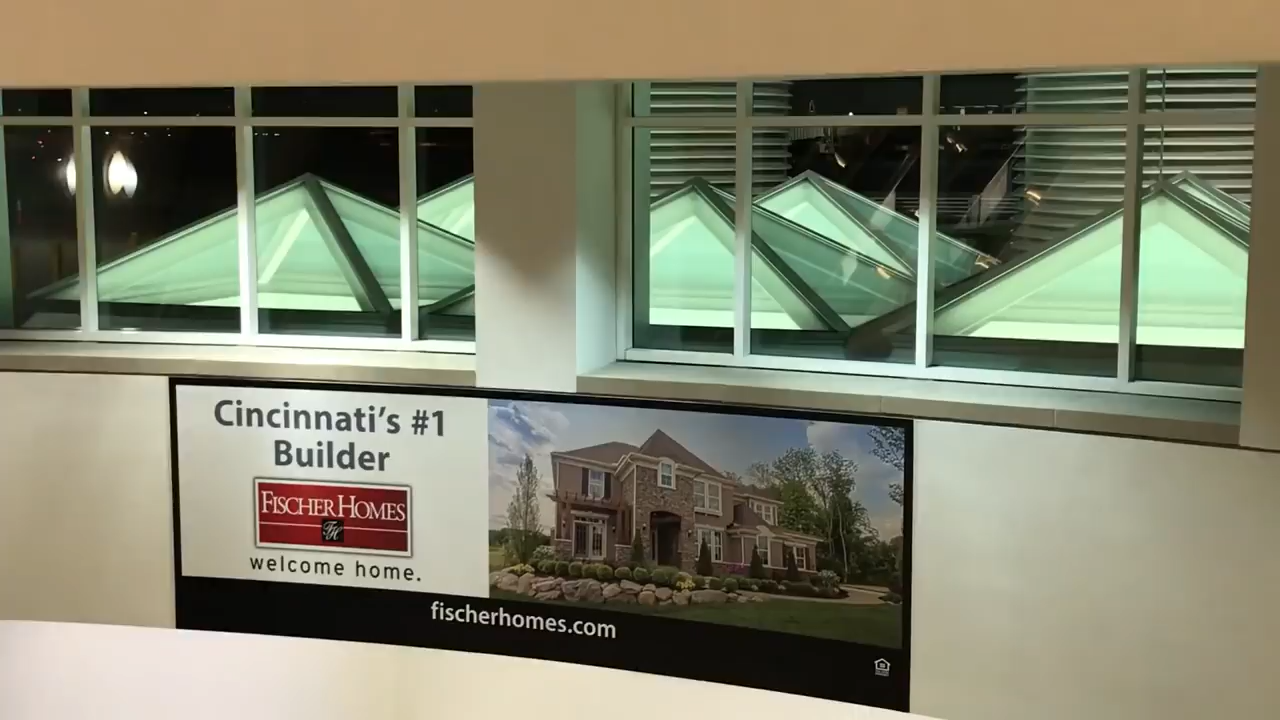 Cincinnati's #1
Builder
FISCHER HOMES
FH
welcome home.
fischerhomes.com